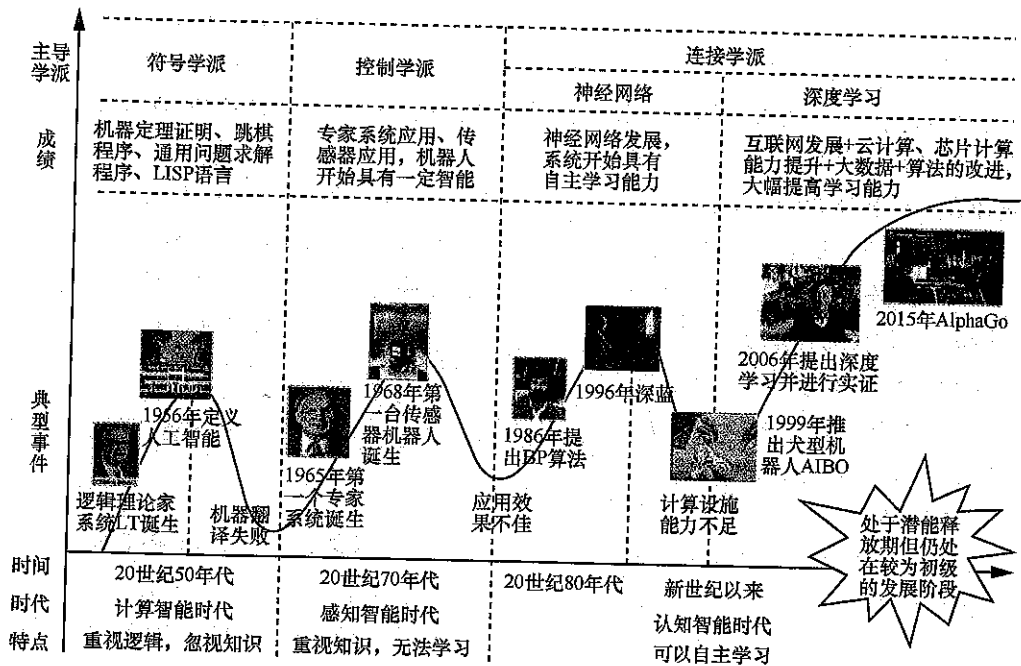 主导
学派
符号学派
控制学派
连接学派
神经网络
深度学习
成绩
机器定理证明、跳棋
程序、通用问题求解
程序、LISP语言
专家系统应用、传
感器应用，机器人
开始具有一定智能
神经网络发展，
系统开始具有
自主学习能力
互联网发展+云计算、芯片计算
能力提升+大数据+算法的改进，
大幅提高学习能力
典型事件
逻辑理论家
系统LT诞生
1956年定义
人工智能
机器翻
译失败
1965年第
一个专家
系统诞生
1968年第
一台传感
器机器人
诞生
应用效
果不佳
1986年提
出BP算法
1996年深蓝
计算设施
能力不足
1999年推
出犬型机
器人AIBO
2006年提出深度
学习并进行实证
2015年AlphaGo
处于潜能释
放期但仍处
在较为初级
的发展阶段
时间
20世纪50年代
20世纪70年代
20世纪80年代
新世纪以来
时代
计算智能时代
感知智能时代
认知智能时代
特点
重视逻辑，忽视知识
重视知识，无法学习
可以自主学习